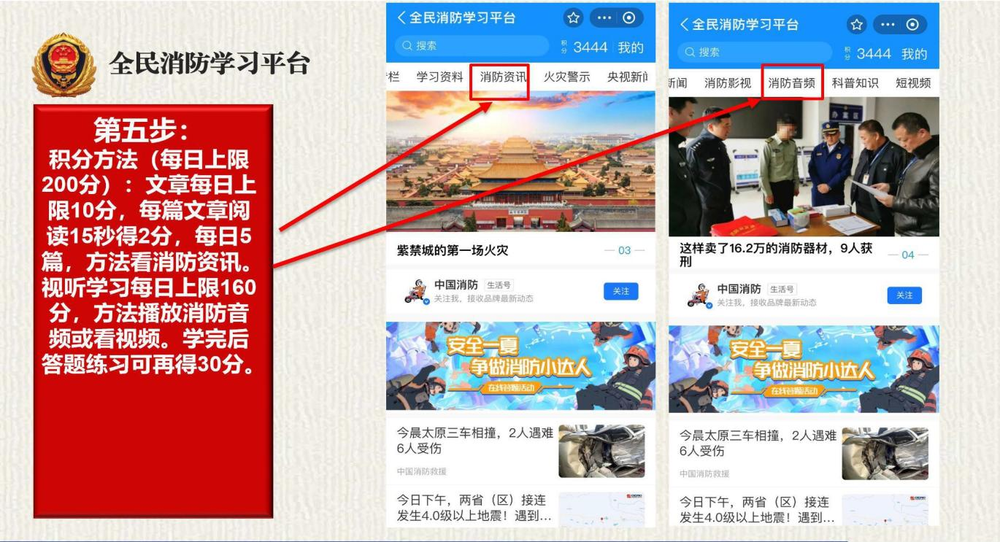 全民消防学习平台
第五步：
积分方法（每日上限
200分）：文章每日上
限10分，每篇文章阅
读15秒得2分，每日5
篇，方法看消防资讯。
视听学习每日上限160
分，方法播放消防音
频或看视频。学完后
答题练习可再得30分。
全民消防学习平台
搜索
积分 3444 我的
栏 学习资料 消防资讯 火灾警示 央视新
紫禁城的第一场火灾
03
中国消防 生活号
关注我，接收品牌最新动态
关注
安全一夏
争做消防小达人
在线答题活动
今晨太原三车相撞，2人遇难
6人受伤
中国消防救援
今日下午，两省（区）接连
发生4.0级以上地震！遇到...
全民消防学习平台
搜索
积分 3444 我的
新闻 消防影视 消防音频 科普知识 短视频
办案区
这样卖了16.2万的消防器材，9人获
刑
04
中国消防 生活号
关注我，接收品牌最新动态
关注
安全一夏
争做消防小达人
在线答题活动
今晨太原三车相撞，2人遇难
6人受伤
中国消防救援
今日下午，两省（区）接连
发生4.0级以上地震！遇到...